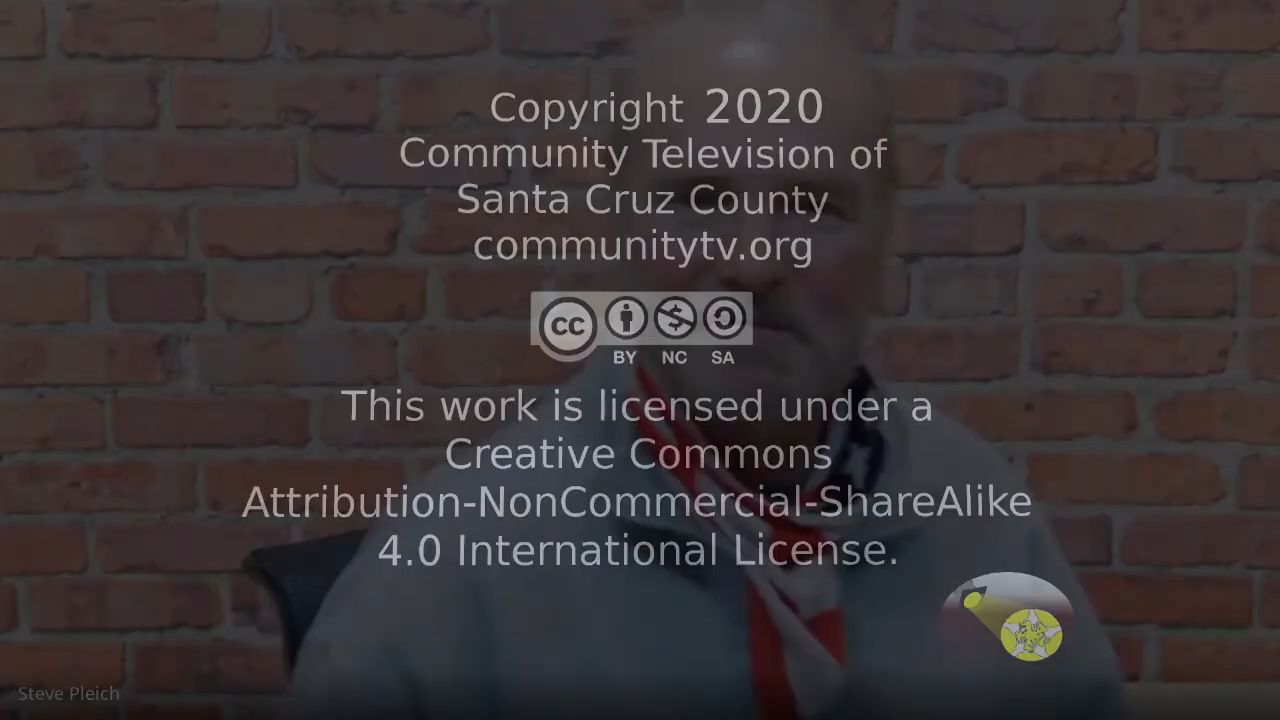 Copyright 2020
Community Television of
Santa Cruz County
communitytv.org
cc
BY NC SA
This work is licensed under a
Creative Commons
Attribution-NonCommercial-ShareAlike
4.0 International License.
Steve Pleich